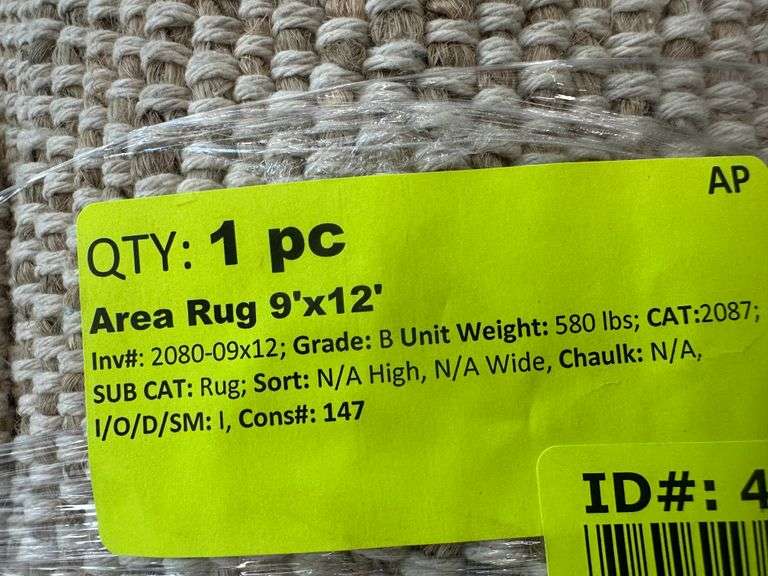 AP
QTY: 1 pc
Area Rug 9'x12'
Inv#: 2080-09x12; Grade: B Unit Weight: 580 lbs; CAT:2087;
SUB CAT: Rug; Sort: N/A High, N/A Wide, Chaulk: N/A,
I/O/D/SM: I, Cons#: 147
ID#: 4